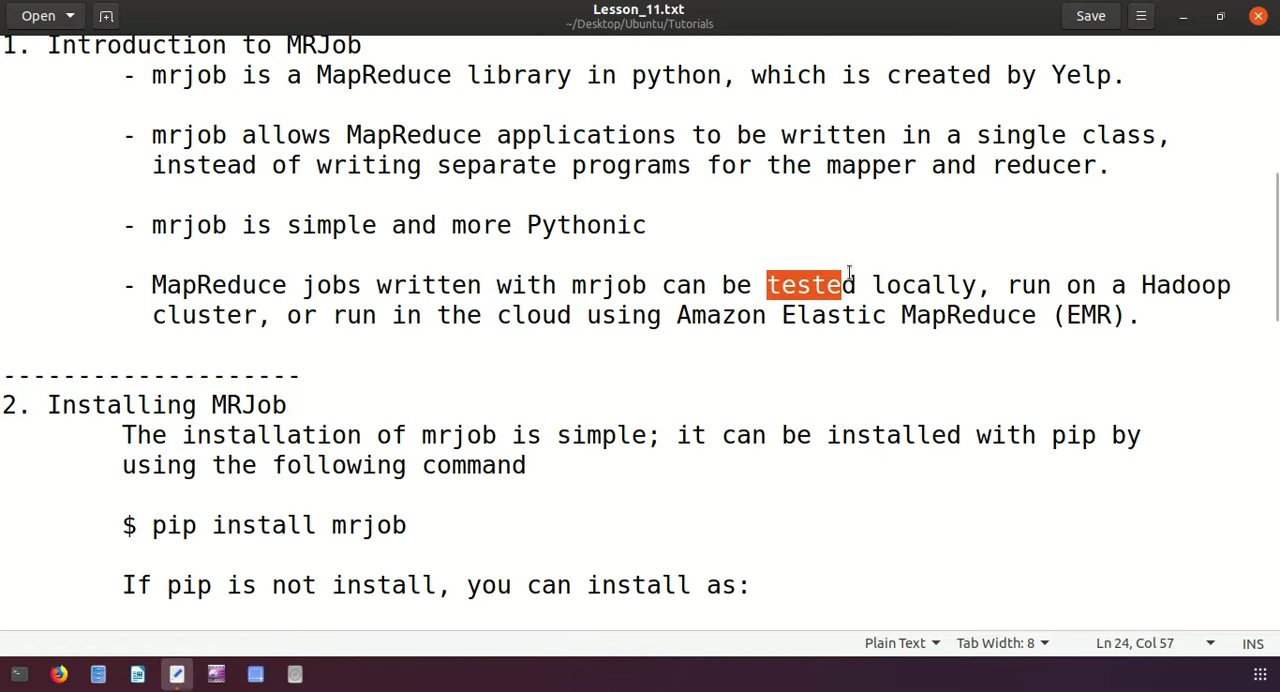 Open
Lesson_11.txt
~/Desktop/Ubuntu/Tutorials
Save
1. Introduction to MRJob
- mrjob is a MapReduce library in python, which is created by Yelp.
- mrjob allows MapReduce applications to be written in a single class,
instead of writing separate programs for the mapper and reducer.
- mrjob is simple and more Pythonic
- MapReduce jobs written with mrjob can be tested locally, run on a Hadoop
cluster, or run in the cloud using Amazon Elastic MapReduce (EMR).
--------------------
2. Installing MRJob
The installation of mrjob is simple; it can be installed with pip by
using the following command
$ pip install mrjob
If pip is not install, you can install as:
Plain Text Tab Width: 8 Ln 24, Col 57 INS